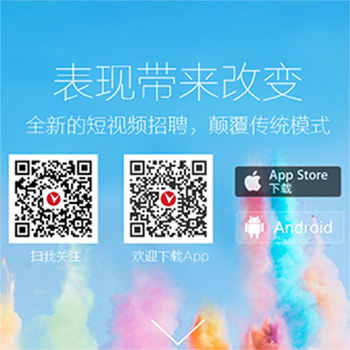 表现带来改变
全新的短视频招聘，颠覆传统模式
扫我关注
欢迎下载App
App Store
下载
Android